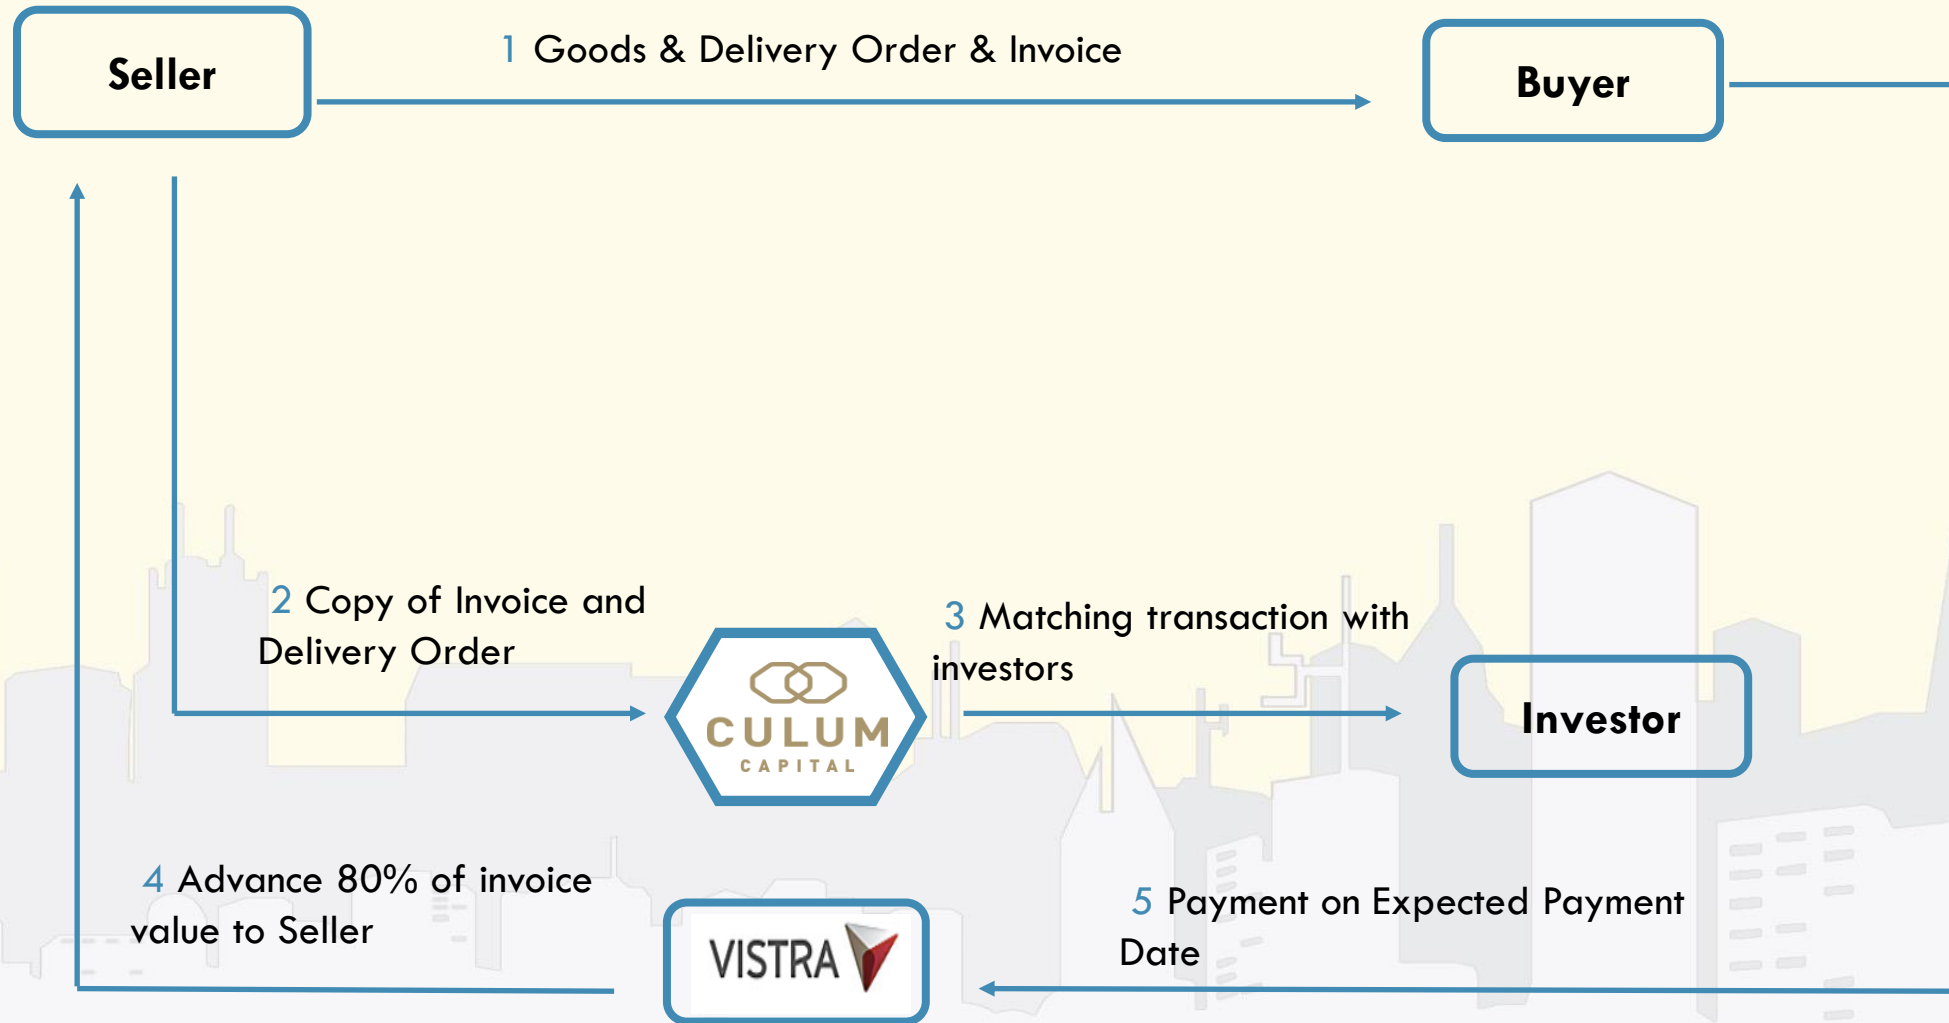 Seller
1 Goods & Delivery Order & Invoice
Buyer
2 Copy of Invoice and
Delivery Order
3 Matching transaction with
investors
CULUM
CAPITAL
Investor
4 Advance 80% of invoice
value to Seller
VISTRA
5 Payment on Expected Payment
Date